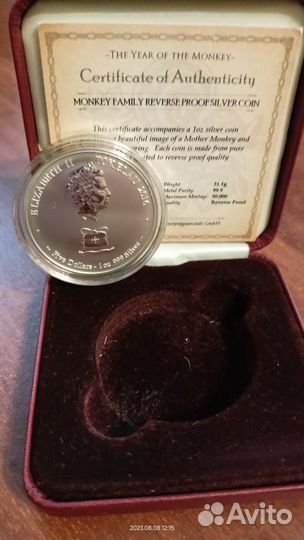 ~THE YEAR OF THE MONKEY~
Certificate of Authenticity
MONKEY FAMILY REVERSE PROOF SILVER COIN
This certificate accompanies a 1oz silver coin
beautiful image of a Mother Monkey and
Each coin is made from pure
to reverse proof quality
Weight: 31.1g
Metal Purity: 99.9
Maximum Mintage 50,000
Quality: Reverse Proof
GmbH
ELIZABETH II TOKELAU 2016
Five Dollars - 1 oz 999 Silver
2023.08.08 12:15
Avito